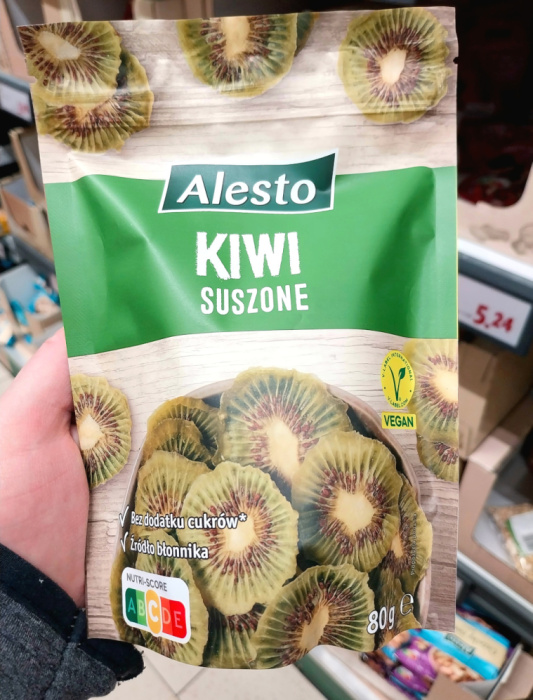 Alesto
KIWI
SUSZONE
5,24
VEGAN
✓ Bez dodatku cukrów*
✓ Źródło błonnika
NUTRI-SCORE
A B C D E
80g e